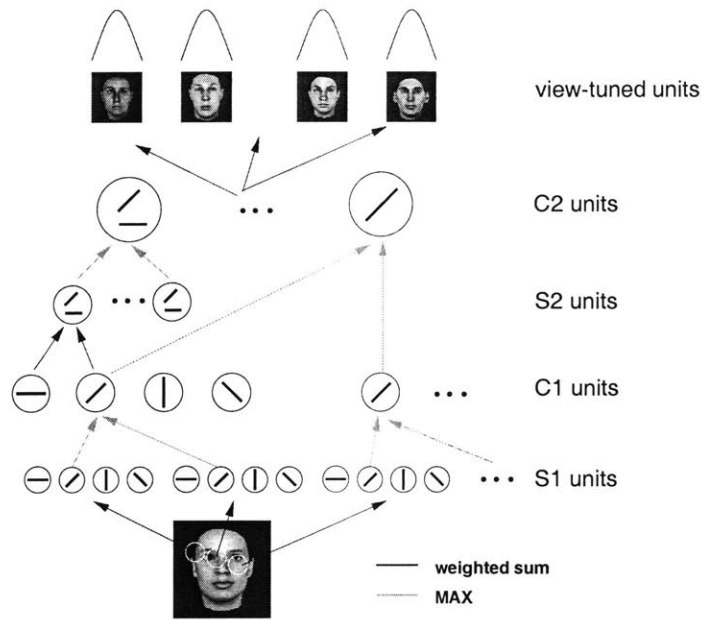 view-tuned units
C2 units
S2 units
C1 units
S1 units
weighted sum
MAX